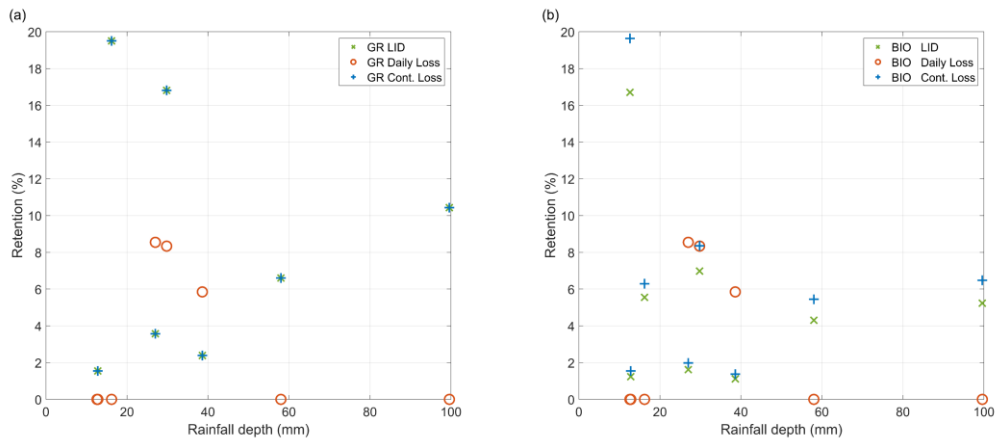 (a)
20
18
16
14
12
10
8
6
4
2
0
Retention (%)
GR LID
GR Daily Loss
GR Cont. Loss
0 20 40 60 80 100
Rainfall depth (mm)
(b)
20
18
16
14
12
10
8
6
4
2
0
Retention (%)
BIO LID
BIO Daily Loss
BIO Cont. Loss
0 20 40 60 80 100
Rainfall depth (mm)